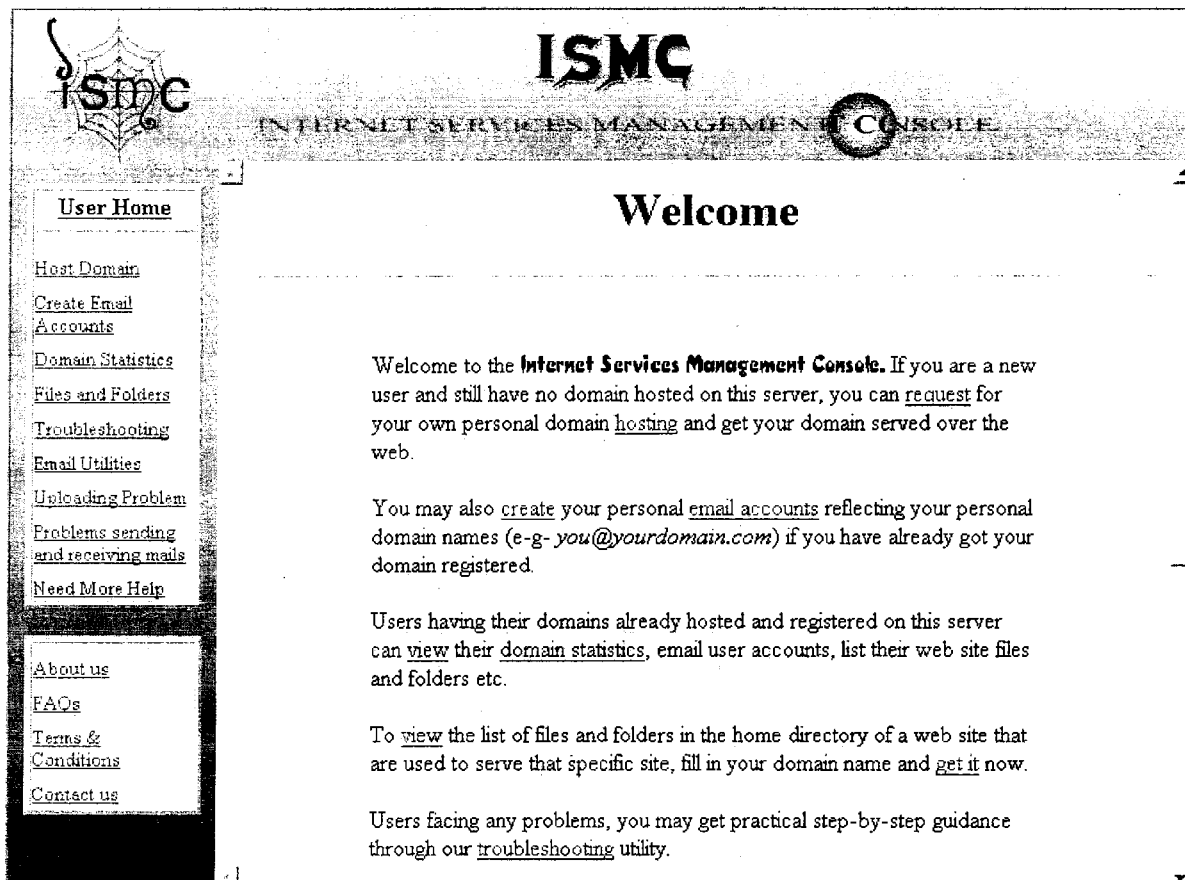 ismc
ISMC
INTERNET SERVICES MANAGEMENT CONSOLE
User Home
Host Domain
Create Email
Accounts
Domain Statistics
Files and Folders
Troubleshooting
Email Utilities
Uploading Problem
Problems sending
and receiving mails
Need More Help
About us
FAQs
Terms &
Conditions
Contact us
Welcome
Welcome to the Internet Services Management Console. If you are a new
user and still have no domain hosted on this server, you can request for
your own personal domain hosting and get your domain served over the
web.
You may also create your personal email accounts reflecting your personal
domain names (e-g- you@yourdomain.com) if you have already got your
domain registered.
Users having their domains already hosted and registered on this server
can view their domain statistics, email user accounts, list their web site files
and folders etc.
To view the list of files and folders in the home directory of a web site that
are used to serve that specific site, fill in your domain name and get it now.
Users facing any problems, you may get practical step-by-step guidance
through our troubleshooting utility.